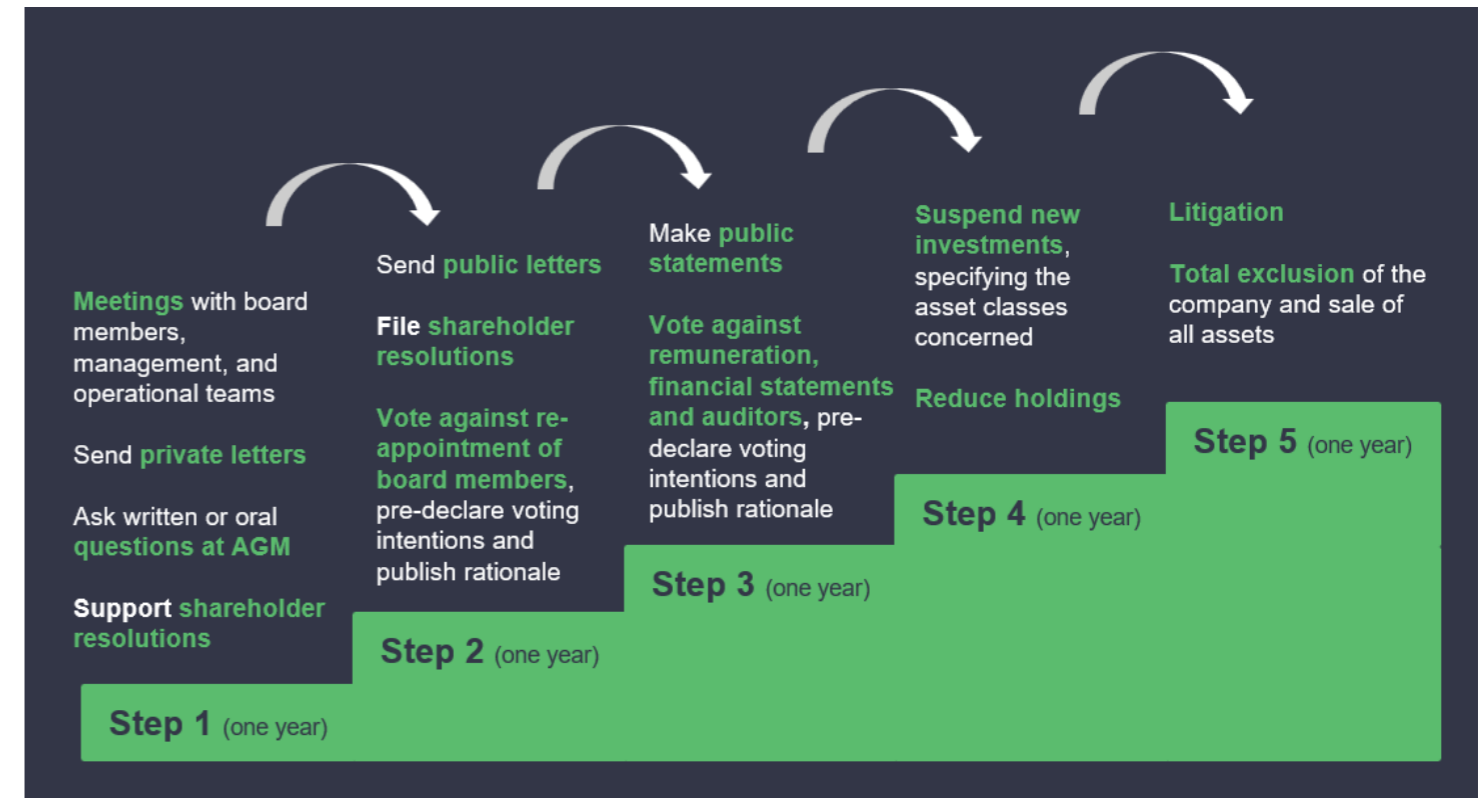 Meetings with board
members,
management, and
operational teams
Send private letters
Ask written or oral
questions at AGM
Support shareholder
resolutions
Step 1 (one year)
Send public letters
File shareholder
resolutions
Vote against re-
appointment of
board members,
pre-declare voting
intentions and
publish rationale
Step 2 (one year)
Make public
statements
Vote against
remuneration,
financial statements
and auditors, pre-
declare voting
intentions and
publish rationale
Step 3 (one year)
Suspend new
investments,
specifying the
asset classes
concerned
Reduce holdings
Step 4 (one year)
Litigation
Total exclusion of the
company and sale of
all assets
Step 5 (one year)